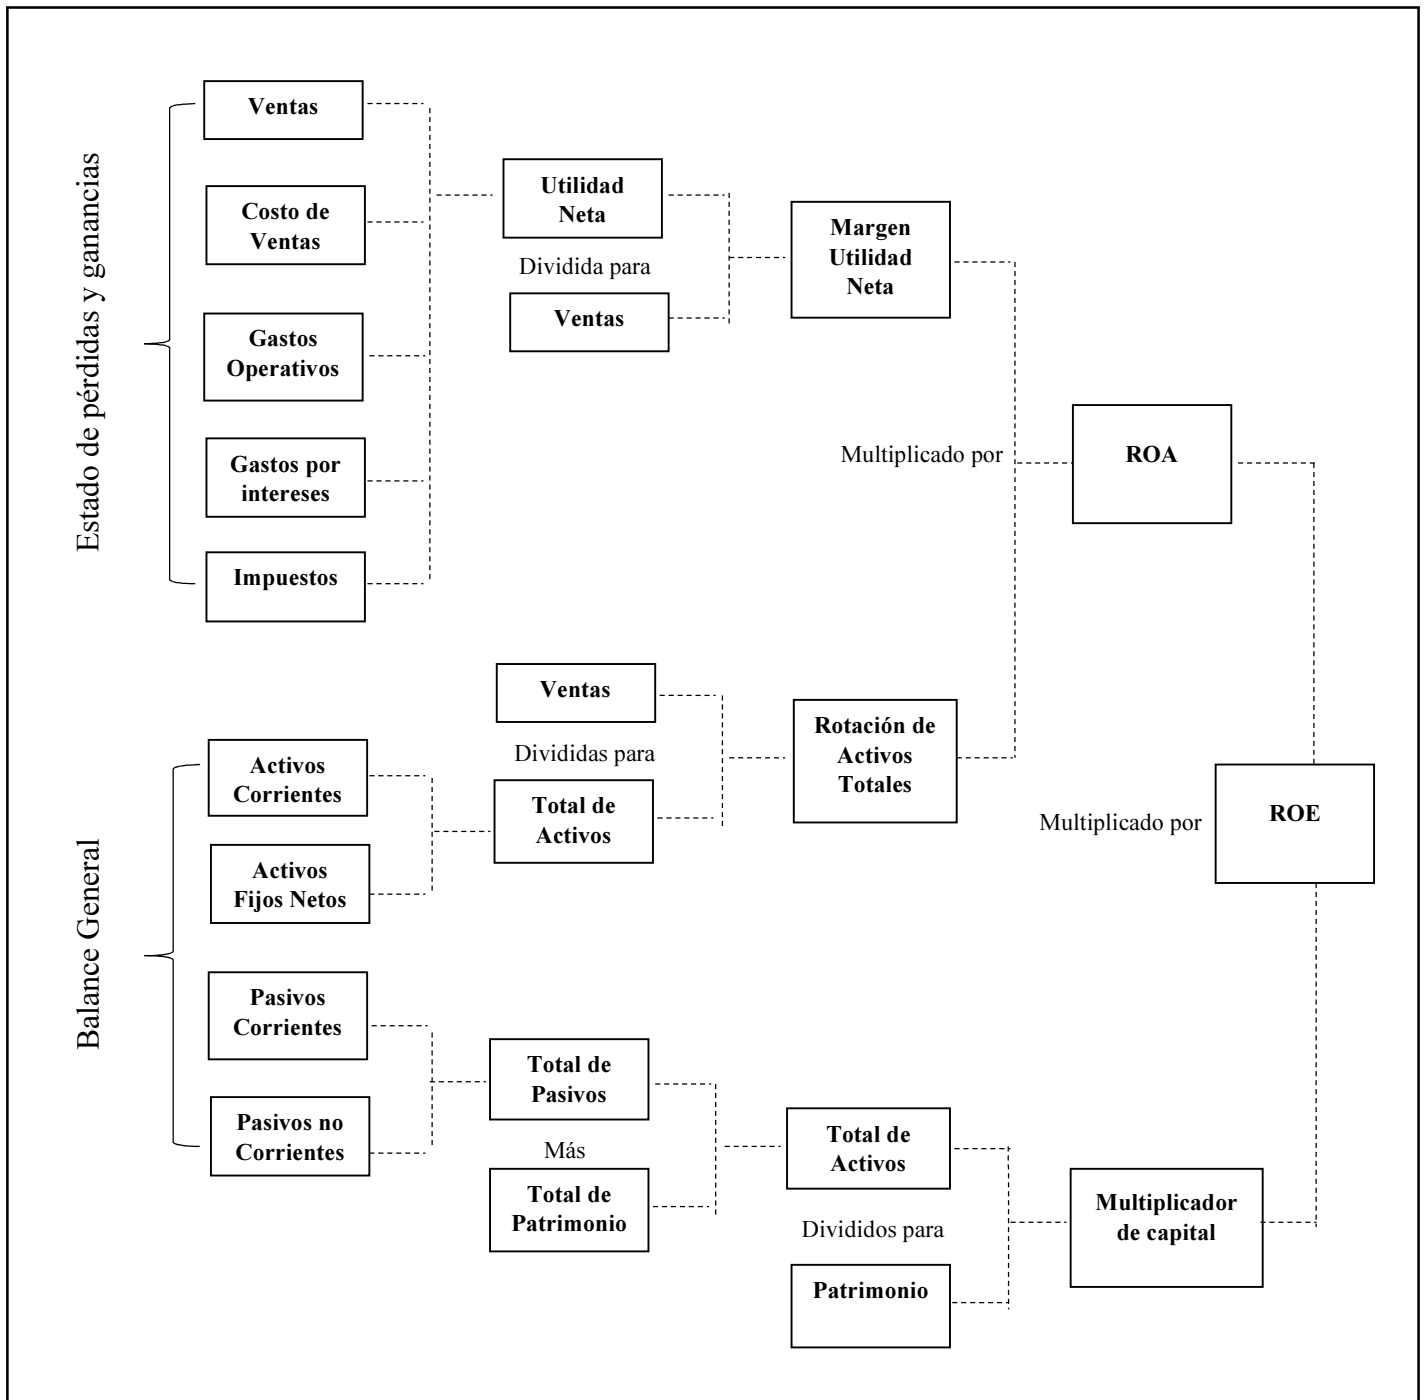 Estado de pérdidas y ganancias
Ventas
Costo de
Ventas
Gastos
Operativos
Gastos por
intereses
Impuestos
Utilidad
Neta
Dividida para
Ventas
Margen
Utilidad
Neta
Multiplicado por
ROA
Balance General
Activos
Corrientes
Activos
Fijos Netos
Pasivos
Corrientes
Pasivos no
Corrientes
Ventas
Divididas para
Total de
Activos
Rotación de
Activos
Totales
Multiplicado por
ROE
Total de
Pasivos
Más
Total de
Patrimonio
Total de
Activos
Divididos para
Patrimonio
Multiplicador
de capital